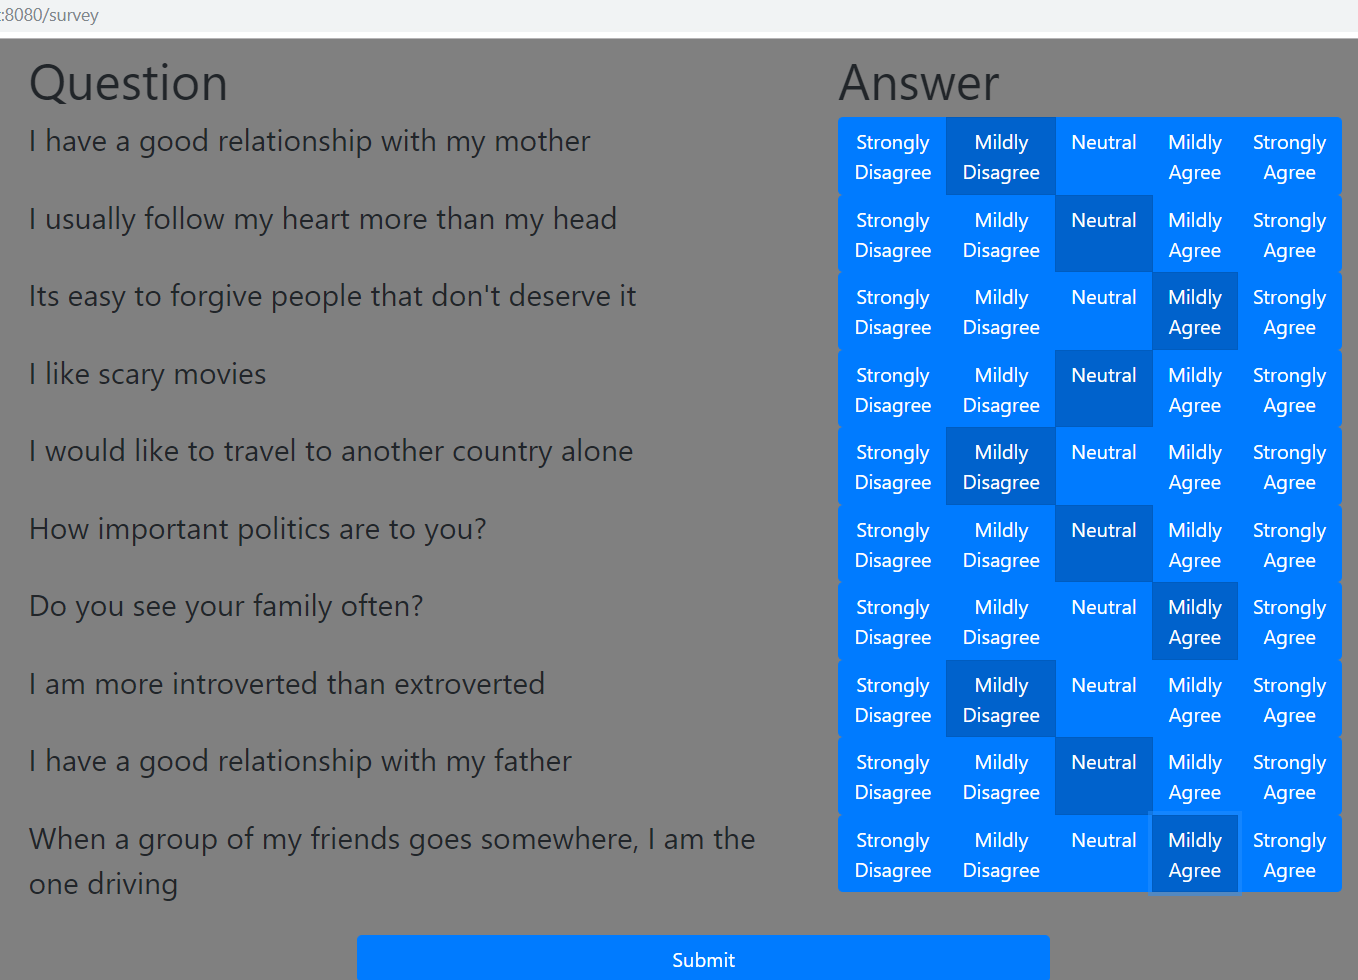 :8080/survey
Question Answer
I have a good relationship with my mother
Strongly Mildly Neutral Mildly Strongly
Disagree Disagree Agree Agree
I usually follow my heart more than my head
Strongly Mildly Neutral Mildly Strongly
Disagree Disagree Agree Agree
Its easy to forgive people that don't deserve it
Strongly Mildly Neutral Mildly Strongly
Disagree Disagree Agree Agree
I like scary movies
Strongly Mildly Neutral Mildly Strongly
Disagree Disagree Agree Agree
I would like to travel to another country alone
Strongly Mildly Neutral Mildly Strongly
Disagree Disagree Agree Agree
How important politics are to you?
Strongly Mildly Neutral Mildly Strongly
Disagree Disagree Agree Agree
Do you see your family often?
Strongly Mildly Neutral Mildly Strongly
Disagree Disagree Agree Agree
I am more introverted than extroverted
Strongly Mildly Neutral Mildly Strongly
Disagree Disagree Agree Agree
I have a good relationship with my father
Strongly Mildly Neutral Mildly Strongly
Disagree Disagree Agree Agree
When a group of my friends goes somewhere, I am the
one driving
Strongly Mildly Neutral Mildly Strongly
Disagree Disagree Agree Agree
Submit